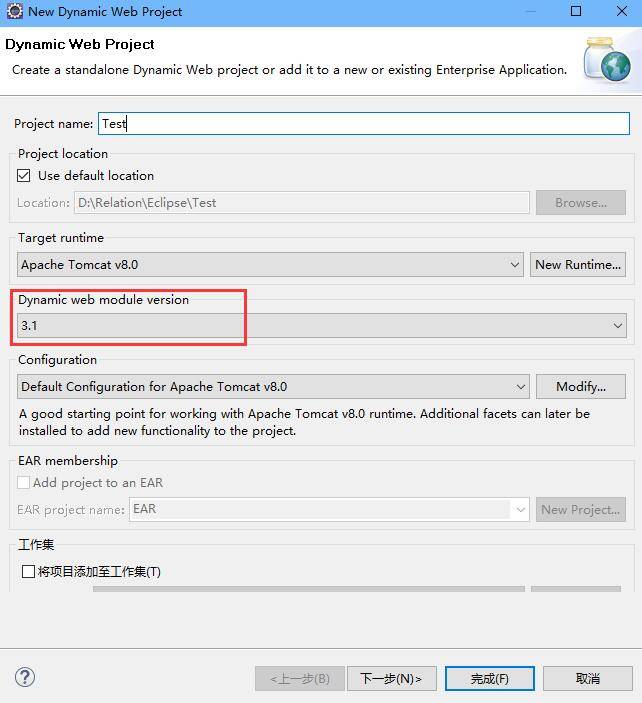 New Dynamic Web Project
Dynamic Web Project
Create a standalone Dynamic Web project or add it to a new or existing Enterprise Application.
Project name: Test
Project location
Use default location
Location: D:\Relation\Eclipse\Test Browse...
Target runtime
Apache Tomcat v8.0 New Runtime...
Dynamic web module version
3.1
Configuration
Default Configuration for Apache Tomcat v8.0 Modify...
A good starting point for working with Apache Tomcat v8.0 runtime. Additional facets can later be
installed to add new functionality to the project.
EAR membership
Add project to an EAR
EAR project name: EAR New Project...
工作集
将项目添加至工作集(T)
? <上一步(B) 下一步(N)> 完成(F) 取消